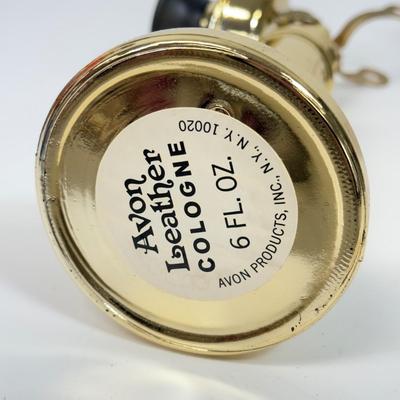 Avon
Leather
COLOGNE
6 FL. OZ.
AVON PRODUCTS, INC., N.Y., N.Y. 10020